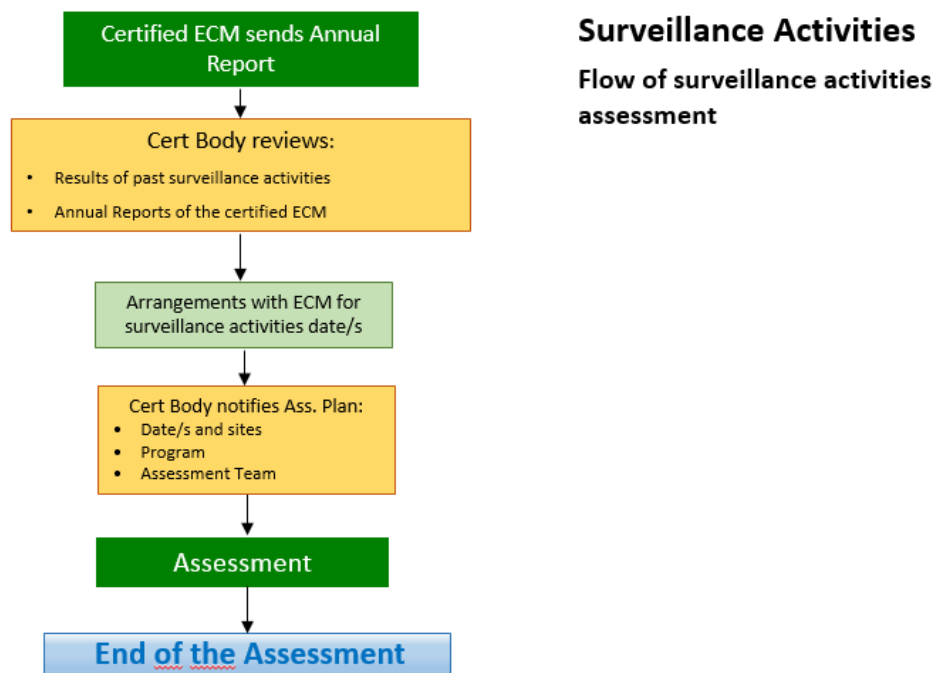 Surveillance Activities
Flow of surveillance activities
assessment
Certified ECM sends Annual
Report
Cert Body reviews:
• Results of past surveillance activities
• Annual Reports of the certified ECM
Arrangements with ECM for
surveillance activities date/s
Cert Body notifies Ass. Plan:
• Date/s and sites
• Program
• Assessment Team
Assessment
End of the Assessment